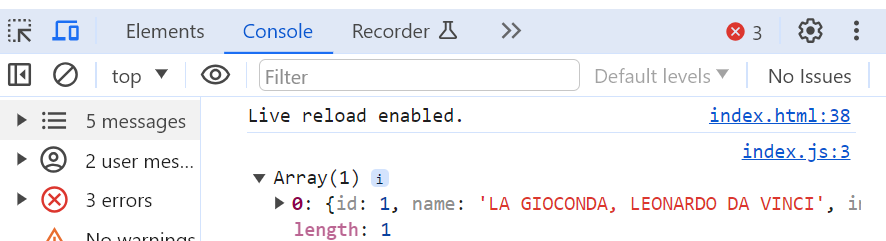 Elements Console Recorder 3
top Filter Default levels No Issues
5 messages
2 user mes...
3 errors
No warnings
Live reload enabled. index.html:38
index.js:3
Array(1) i
0: {id: 1, name: 'LA GIOCONDA, LEONARDO DA VINCI', in
length: 1